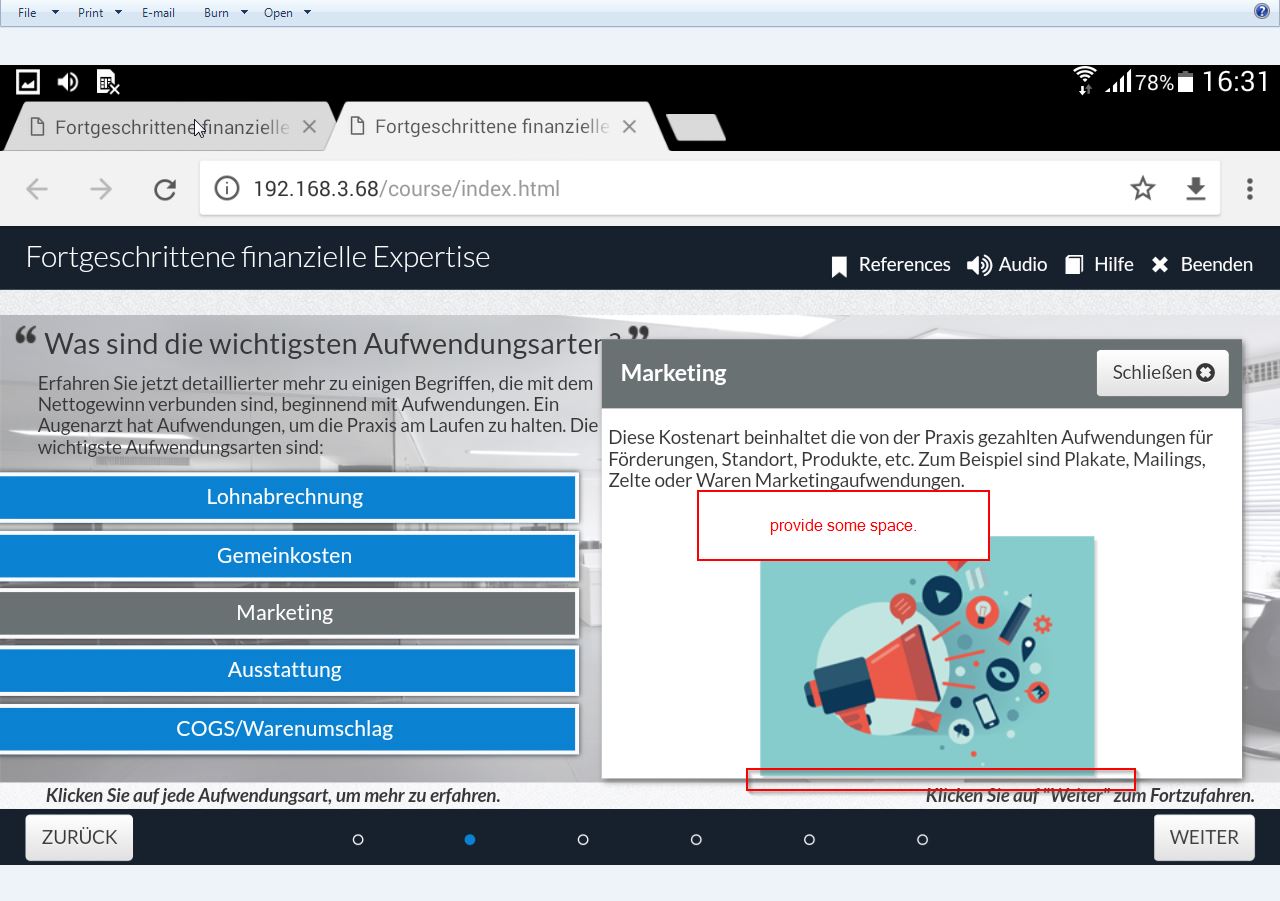 File Print E-mail Burn Open
78% 16:31
Fortgeschrittene finanzielle Fortgeschrittene finanzielle
192.168.3.68/course/index.html
Fortgeschrittene finanzielle Expertise
References Audio Hilfe Beenden
“ Was sind die wichtigsten Aufwendungsarten? ”
Erfahren Sie jetzt detaillierter mehr zu einigen Begriffen, die mit dem
Nettogewinn verbunden sind, beginnend mit Aufwendungen. Ein
Augenarzt hat Aufwendungen, um die Praxis am Laufen zu halten. Die
wichtigste Aufwendungsarten sind:
Lohnabrechnung
Gemeinkosten
Marketing
Ausstattung
COGS/Warenumschlag
Marketing
Schließen
Diese Kostenart beinhaltet die von der Praxis gezahlten Aufwendungen für
Förderungen, Standort, Produkte, etc. Zum Beispiel sind Plakate, Mailings,
Zelte oder Waren Marketingaufwendungen.
provide some space.
Klicken Sie auf jede Aufwendungsart, um mehr zu erfahren.
Klicken Sie auf "Weiter" zum Fortzufahren.
ZURÜCK
WEITER